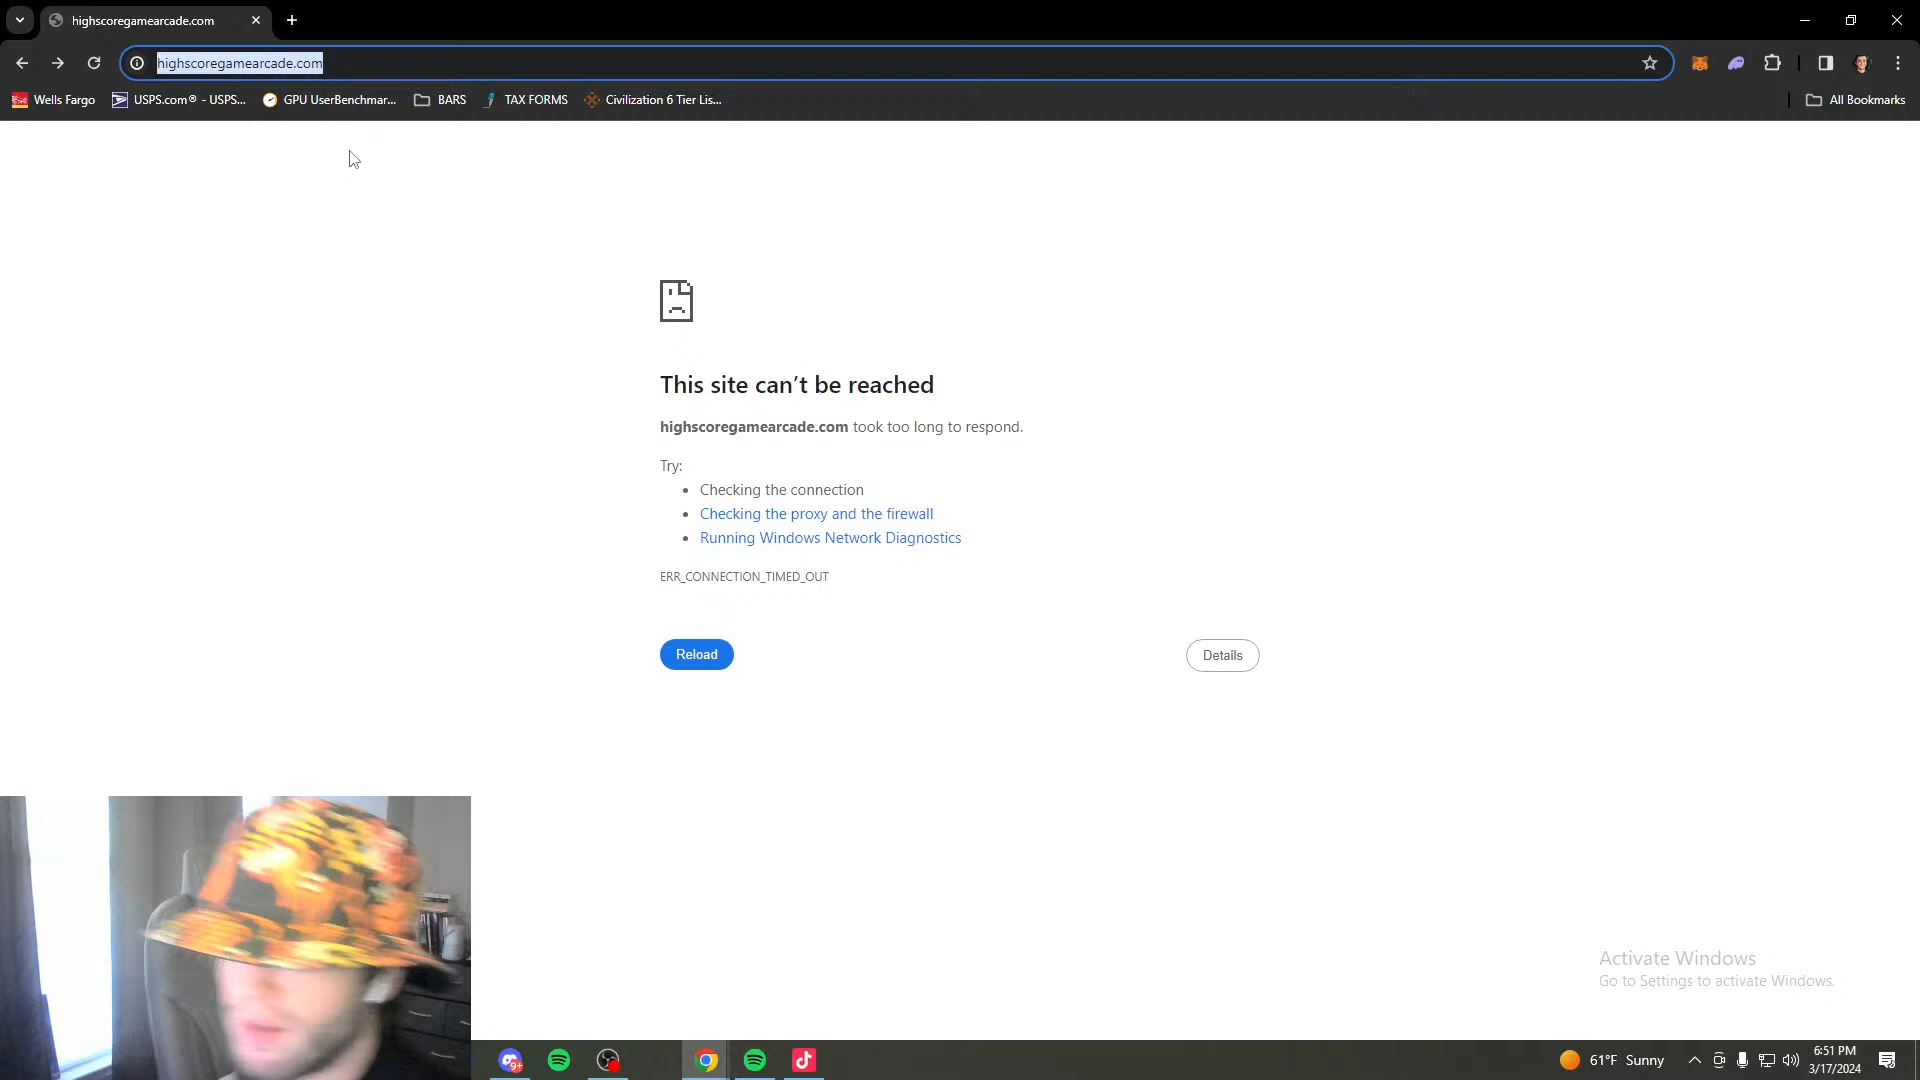 highscoregamearcade.com
highscoregamearcade.com
Wells Fargo
USPS.com® - USPS...
GPU UserBenchmar...
BARS
TAX FORMS
Civilization 6 Tier Lis...
All Bookmarks
This site can’t be reached
highscoregamearcade.com took too long to respond.
Try:
Checking the connection
Checking the proxy and the firewall
Running Windows Network Diagnostics
ERR_CONNECTION_TIMED_OUT
Reload
Details
Activate Windows
Go to Settings to activate Windows.
9+
61°F Sunny
6:51 PM
3/17/2024